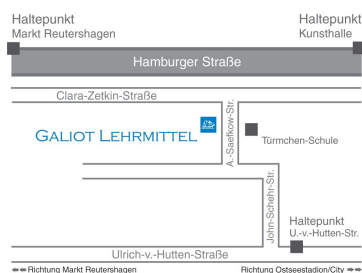 Haltepunkt
Markt Reutershagen
Haltepunkt
Kunsthalle
Hamburger Straße
Clara-Zetkin-Straße
GALIOT LEHRMITTEL
A.-Saefkow-Str.
Türmchen-Schule
John-Schehr-Str.
Haltepunkt
U.-v.-Hutten-Str.
Ulrich-v.-Hutten-Straße
Richtung Markt Reutershagen
Richtung Ostseestadion/City